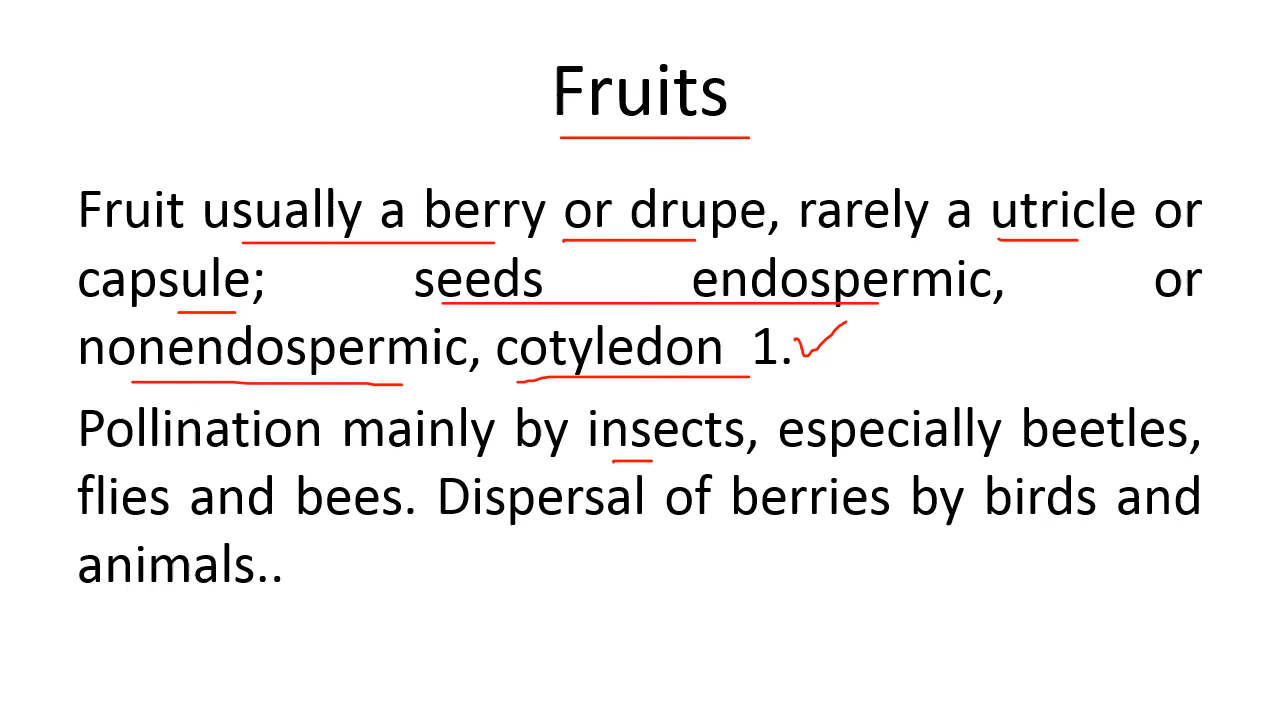 Fruits
Fruit usually a berry or drupe, rarely a utricle or
capsule; seeds endospermic, or
nonendospermic, cotyledon 1.
Pollination mainly by insects, especially beetles,
flies and bees. Dispersal of berries by birds and
animals..